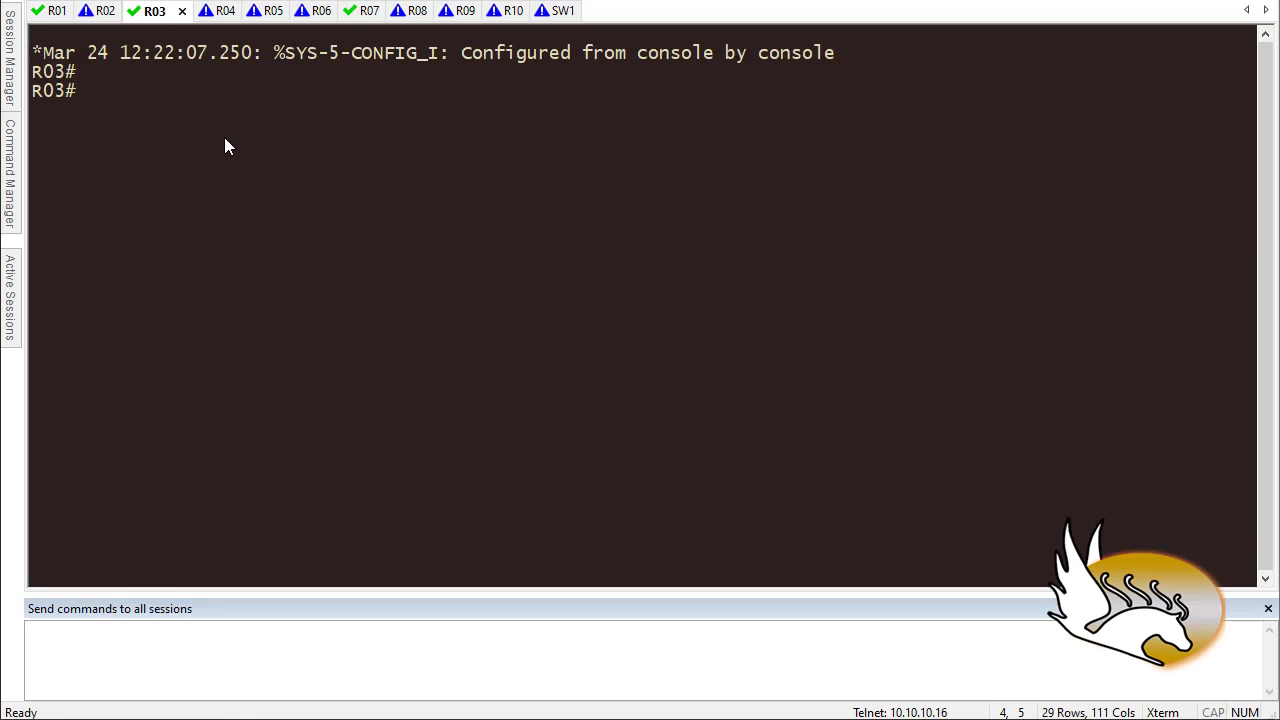 R01 R02 R03 R04 R05 R06 R07 R08 R09 R10 SW1
Session Manager
Command Manager
Active Sessions
*Mar 24 12:22:07.250: %SYS-5-CONFIG_I: Configured from console by console
R03#
R03#
Send commands to all sessions
Ready Telnet: 10.10.10.16 4, 5 29 Rows, 111 Cols Xterm CAP NUM